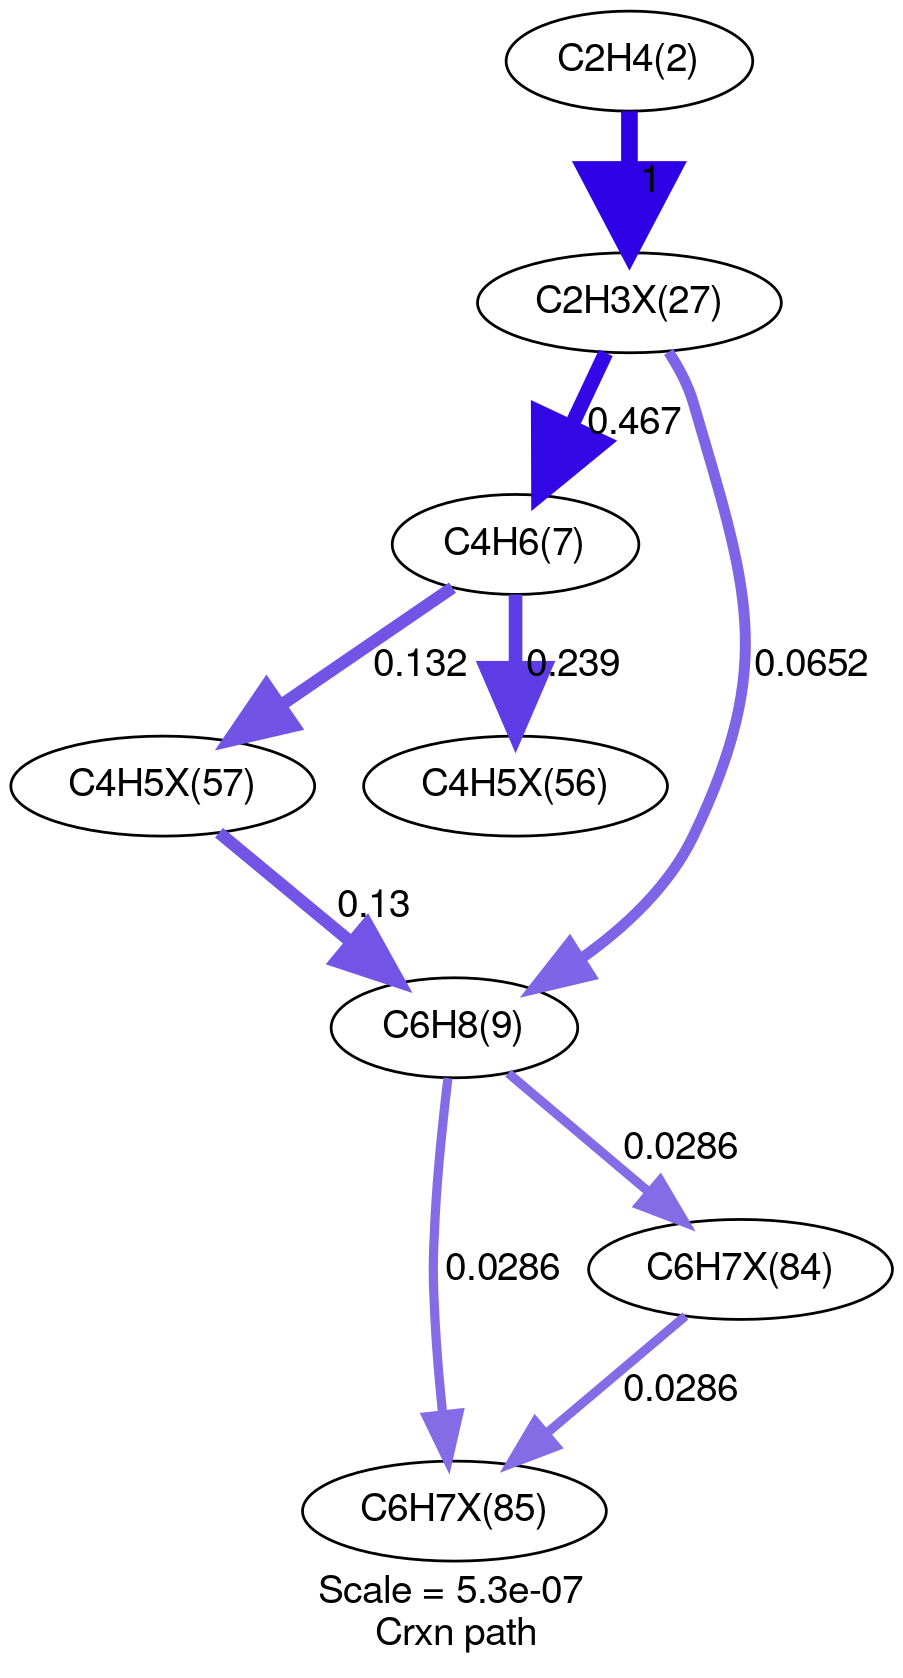 C2H4(2)
1
C2H3X(27)
0.467
C4H6(7)
0.132
0.239
0.0652
C4H5X(57)
C4H5X(56)
0.13
C6H8(9)
0.0286
0.0286
C6H7X(84)
0.0286
C6H7X(85)
Scale = 5.3e-07
Crxn path